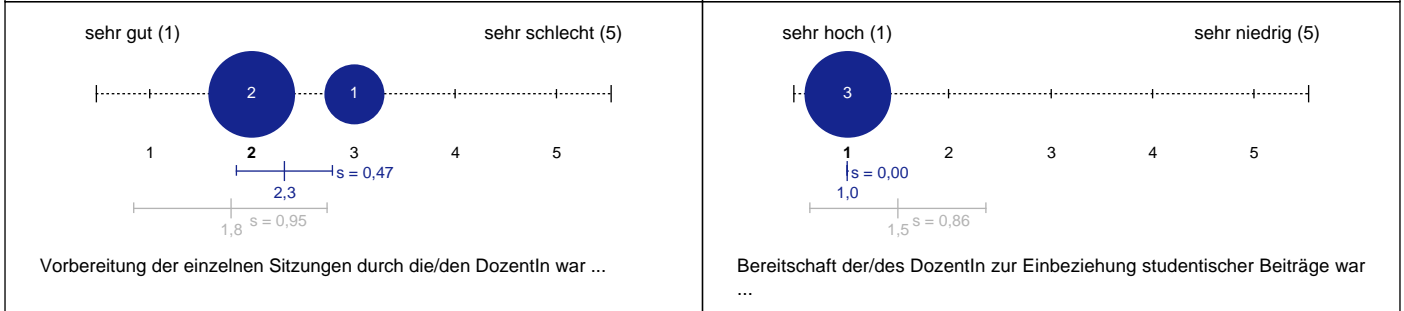 sehr gut (1) sehr schlecht (5)
2 1
1 2 3 4 5
s = 0,47
2,3
s = 0,95
1,8
Vorbereitung der einzelnen Sitzungen durch die/den DozentIn war ...
sehr hoch (1) sehr niedrig (5)
3
1 2 3 4 5
s = 0,00
1,0
s = 0,86
1,5
Bereitschaft der/des DozentIn zur Einbeziehung studentischer Beiträge war
...